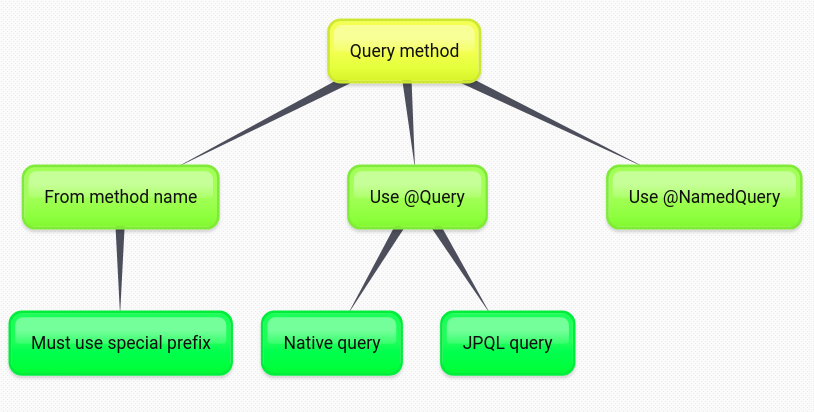 Query method
From method name
Use @Query
Use @NamedQuery
Must use special prefix
Native query
JPQL query